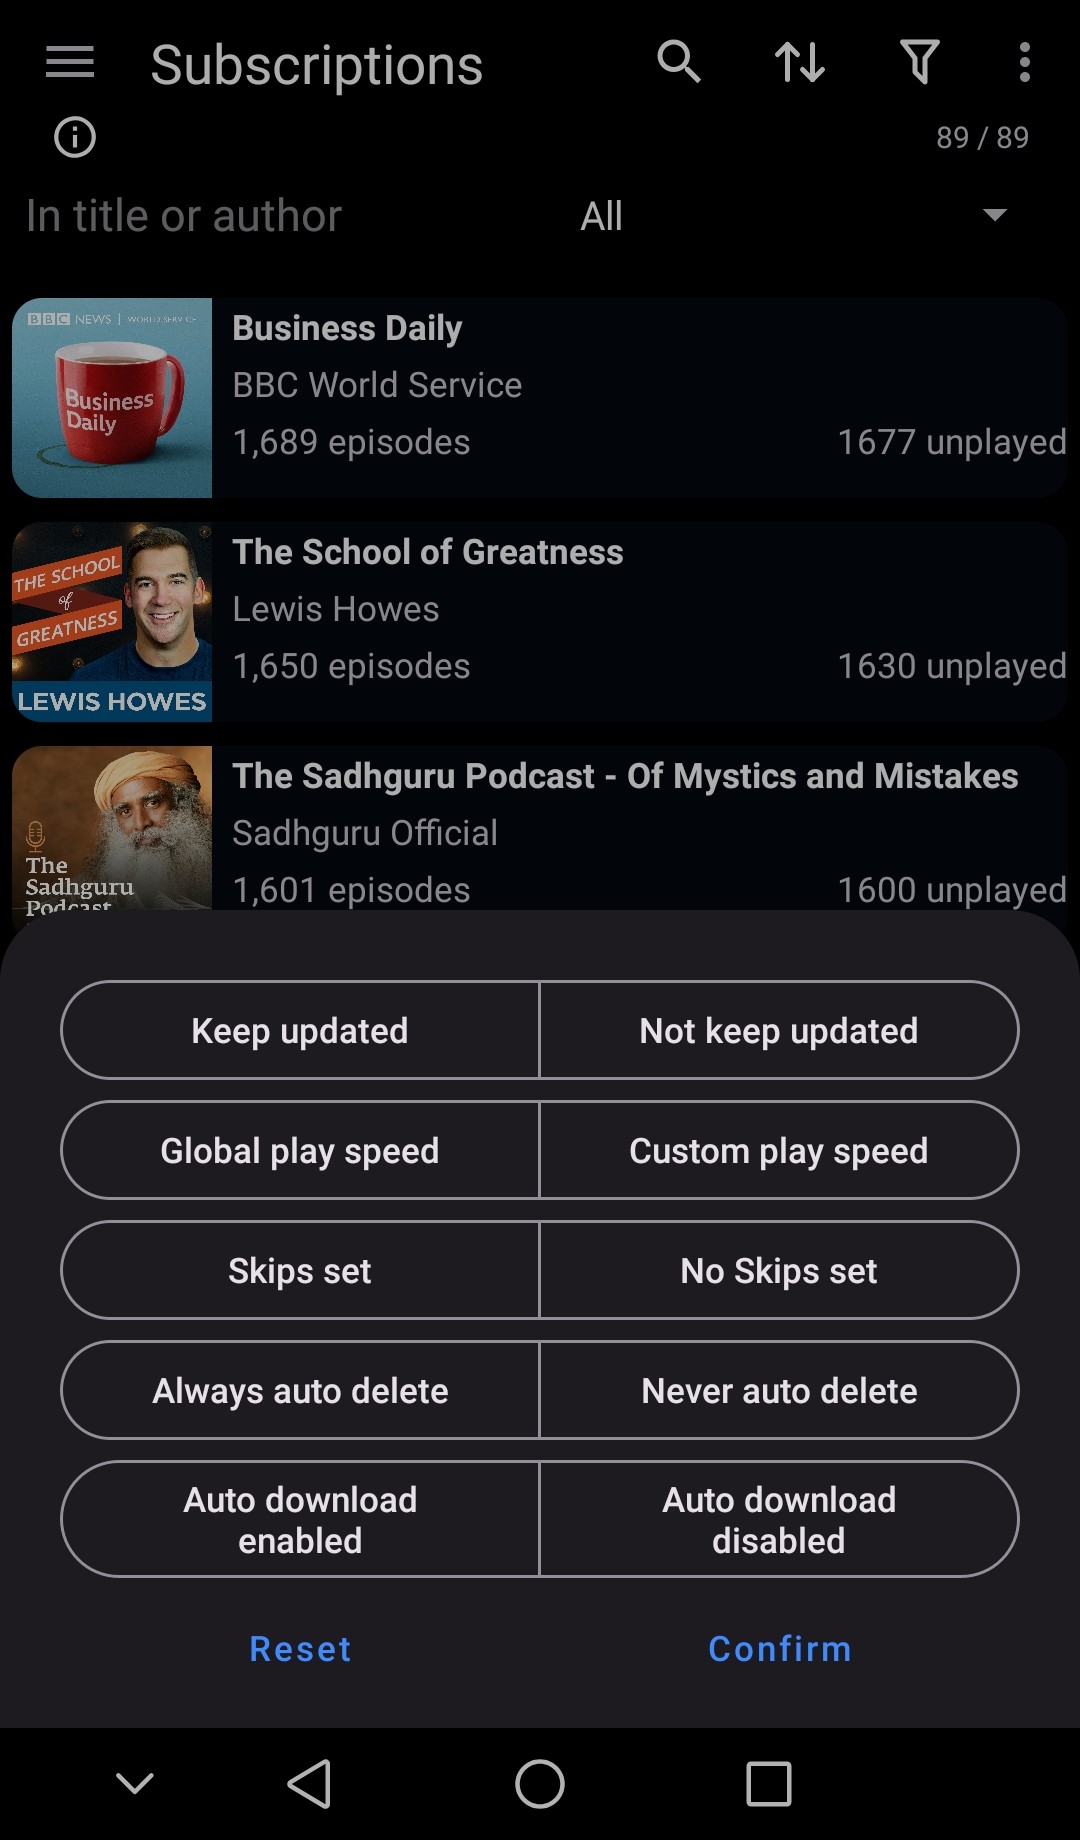 Subscriptions
89 / 89
In title or author
All
BBC NEWS | WORLD SERVICE
Business
Daily
Business Daily
BBC World Service
1,689 episodes
1677 unplayed
THE SCHOOL
of
GREATNESS
LEWIS HOWES
The School of Greatness
Lewis Howes
1,650 episodes
1630 unplayed
The
Sadhguru
Podcast
The Sadhguru Podcast - Of Mystics and Mistakes
Sadhguru Official
1,601 episodes
1600 unplayed
Keep updated
Not keep updated
Global play speed
Custom play speed
Skips set
No Skips set
Always auto delete
Never auto delete
Auto download
enabled
Auto download
disabled
Reset
Confirm